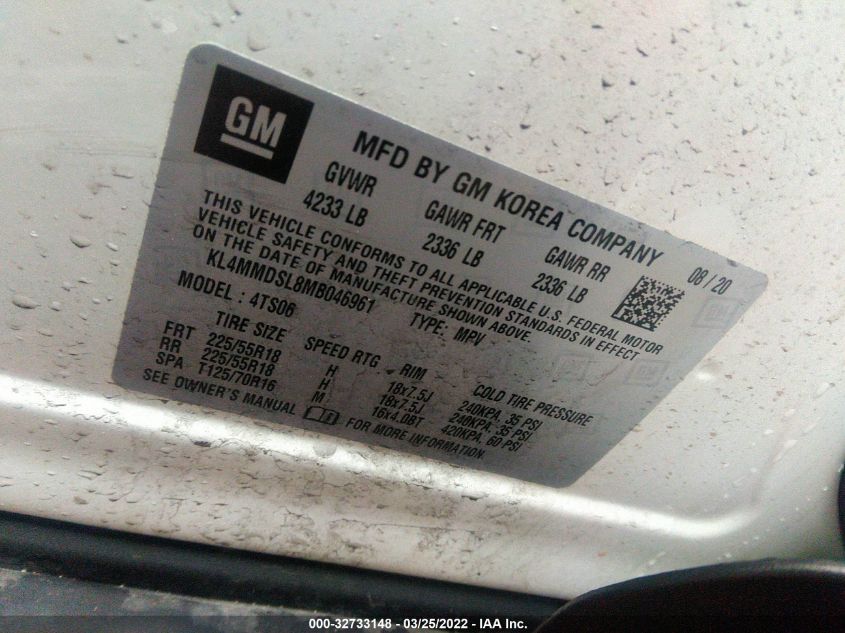 GM
MFD BY GM KOREA COMPANY
GVWR GAWR FRT GAWR RR 08/20
4233 LB 2336 LB 2336 LB
THIS VEHICLE CONFORMS TO ALL APPLICABLE U.S. FEDERAL MOTOR
VEHICLE SAFETY AND THEFT PREVENTION STANDARDS IN EFFECT
ON THE DATE OF MANUFACTURE SHOWN ABOVE.
KL4MMDSL8MB046961 TYPE: MPV
MODEL: 4TS06
TIRE SIZE SPEED RTG RIM COLD TIRE PRESSURE
FRT 225/55R18 H 18x7.5J 240KPA, 35 PSI
RR 225/55R18 H 18x7.5J 240KPA, 35 PSI
SPA T125/70R16 M 16x4.0BT 420KPA, 60 PSI
SEE OWNER'S MANUAL FOR MORE INFORMATION.
000-32733148 - 03/25/2022 - IAA Inc.